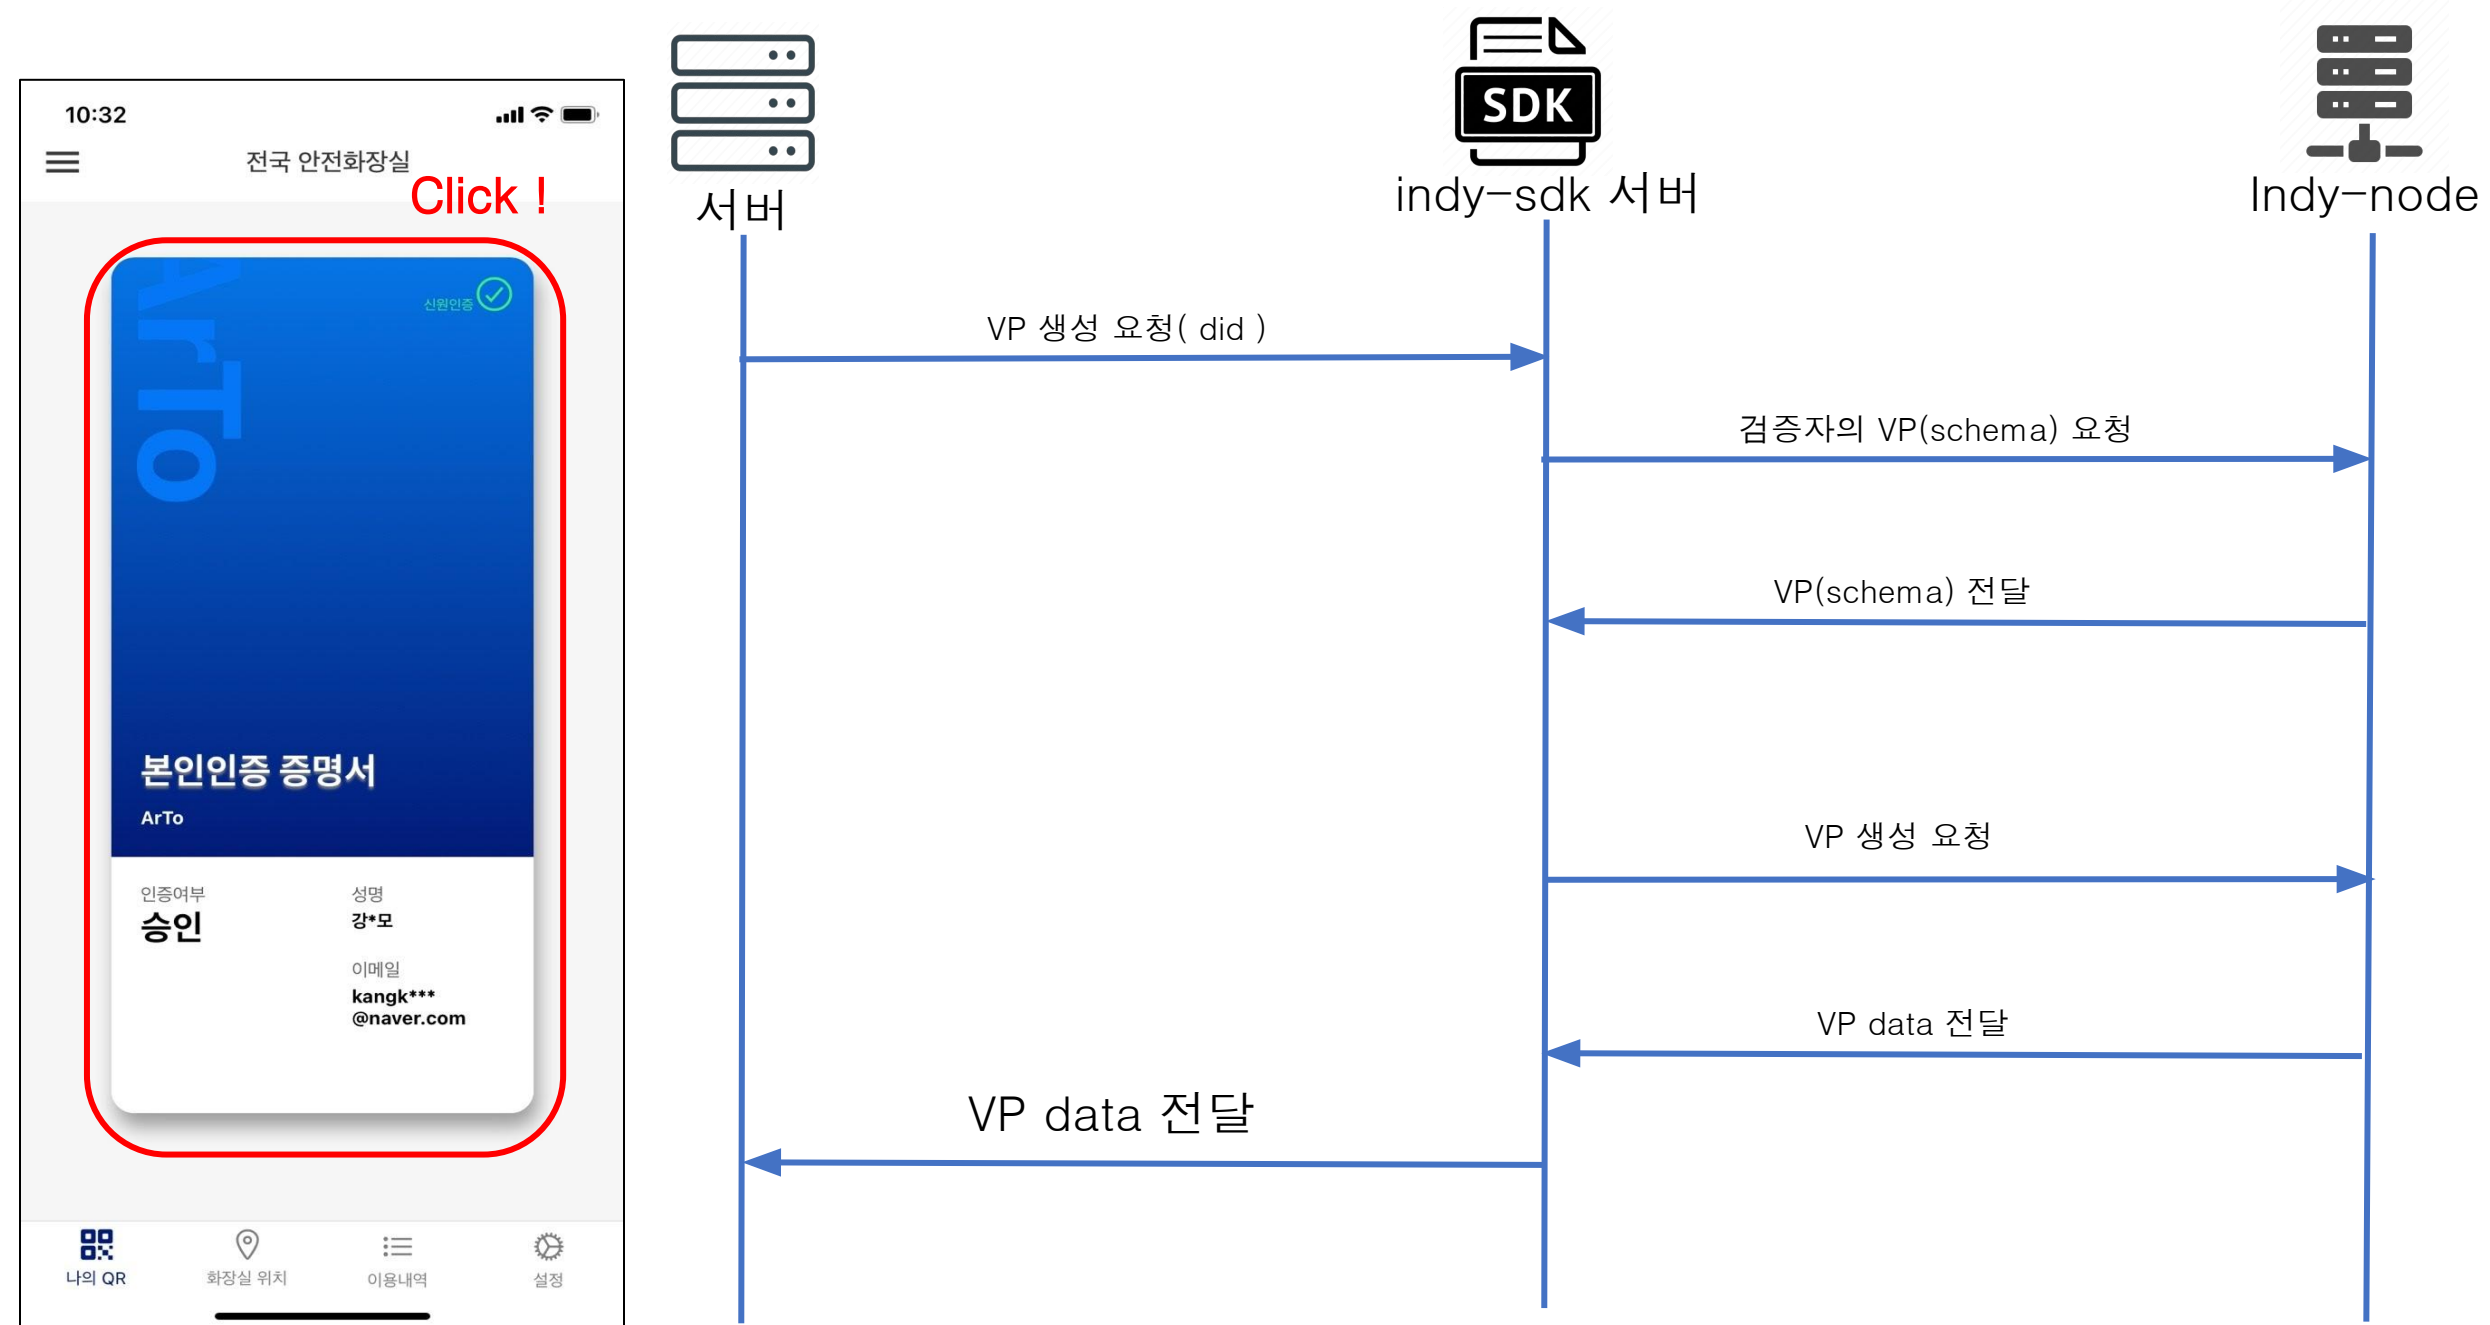 10:32
전국 안전화장실
Click !
ArTo
신원인증
본인인증 증명서
ArTo
인증여부
승인
성명
강*모
이메일
kangk***
@naver.com
나의 QR
화장실 위치
이용내역
설정
서버
SDK
indy-sdk 서버
Indy-node
VP 생성 요청( did )
검증자의 VP(schema) 요청
VP(schema) 전달
VP 생성 요청
VP data 전달
VP data 전달